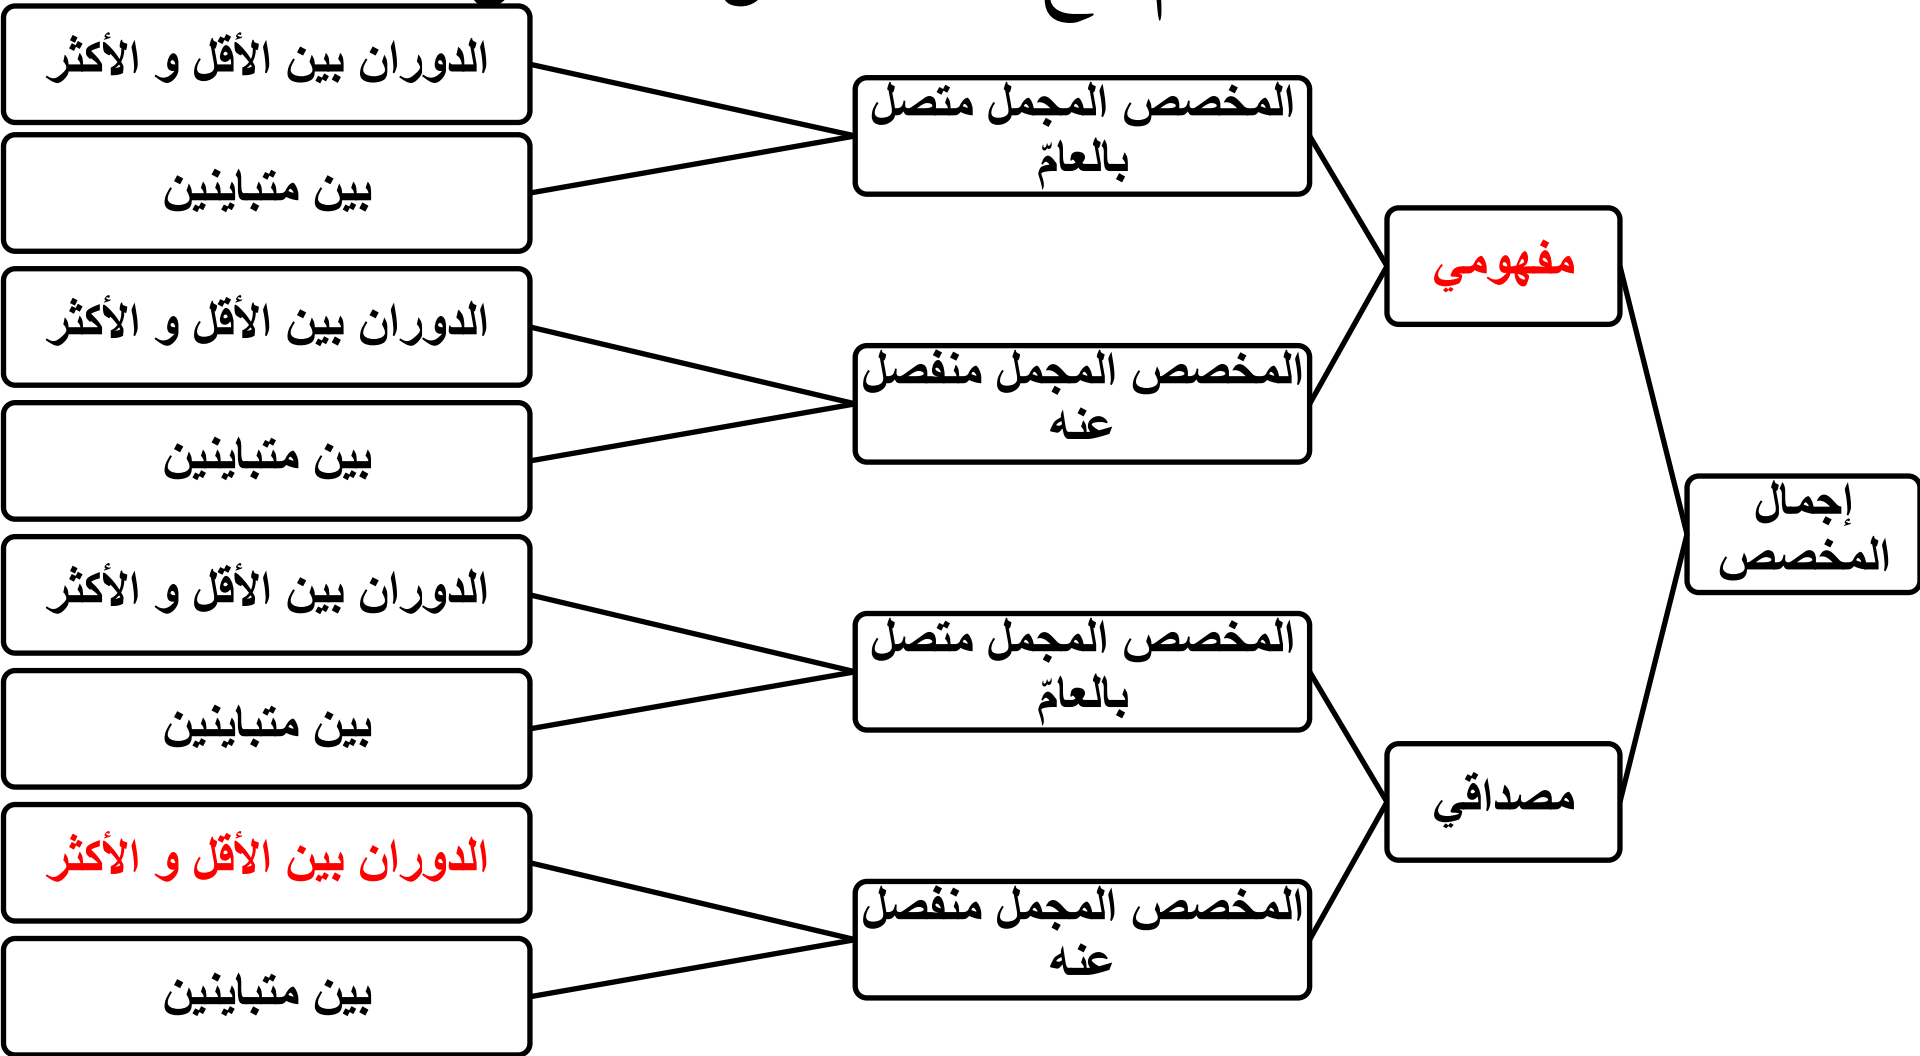 إجمال
المخصص
مفهومي
المخصص المجمل متصل
بالعامّ
الدوران بين الأقل و الأكثر
بين متباينين
المخصص المجمل منفصل
عنه
الدوران بين الأقل و الأكثر
بين متباينين
مصداقي
المخصص المجمل متصل
بالعامّ
الدوران بين الأقل و الأكثر
بين متباينين
المخصص المجمل منفصل
عنه
الدوران بين الأقل و الأكثر
بين متباينين